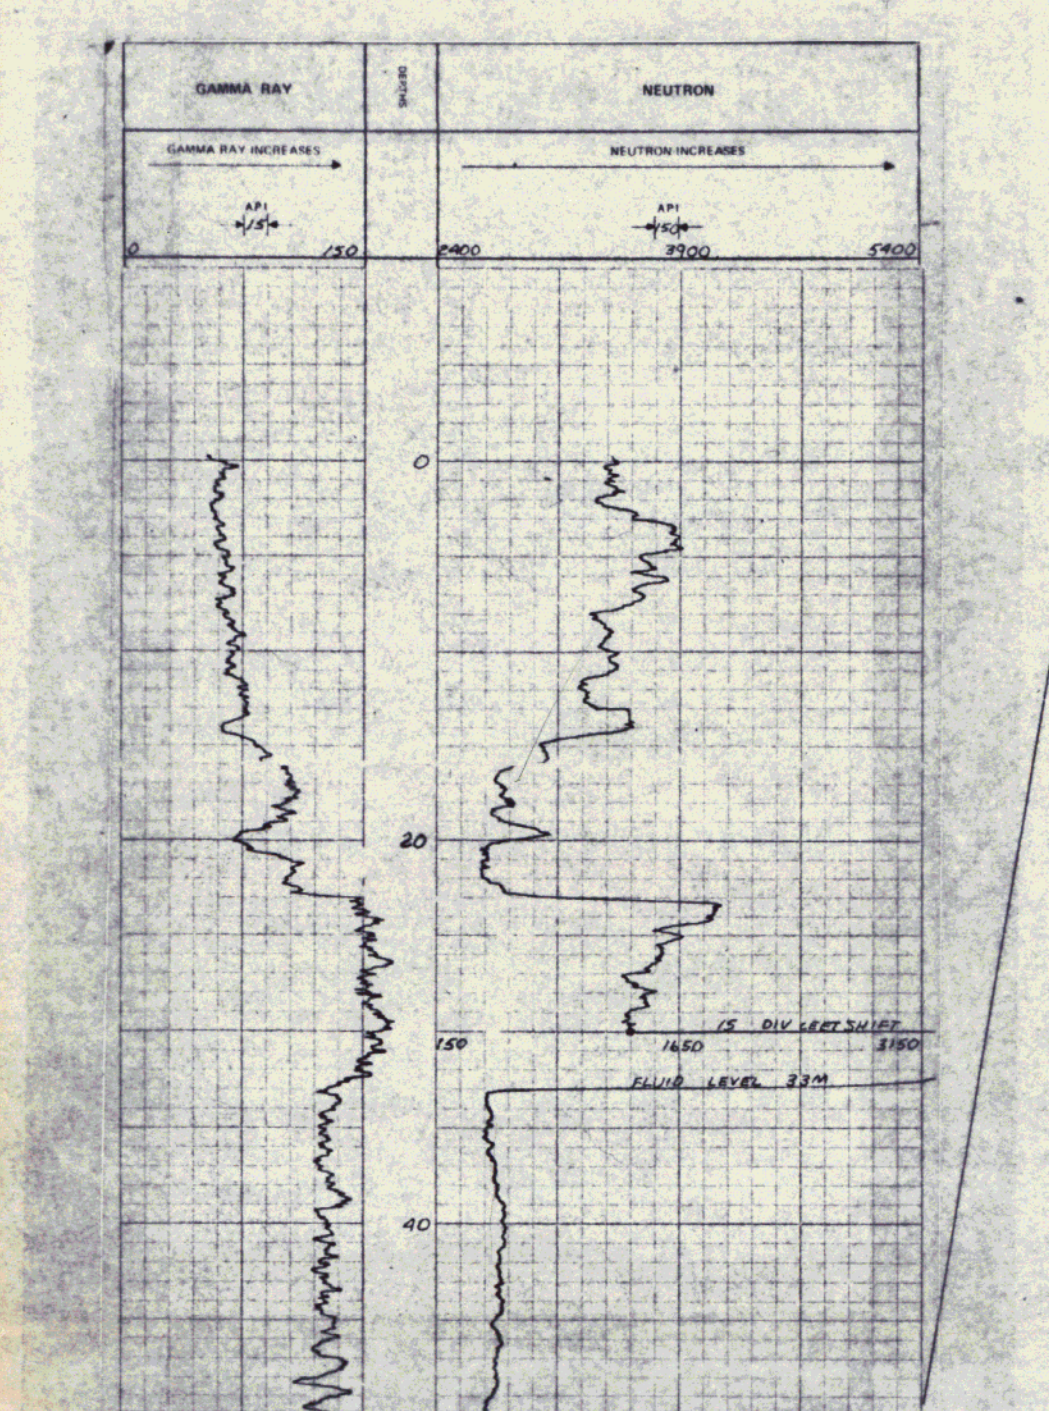 GAMMA RAY
DEPTHS
NEUTRON
GAMMA RAY INCREASES
NEUTRON INCREASES
API
15
API
150
0 150
2400 3900 5400
0
20
15 DIV LEFT SHIFT
150 1650 3150
FLUID LEVEL 33M
40